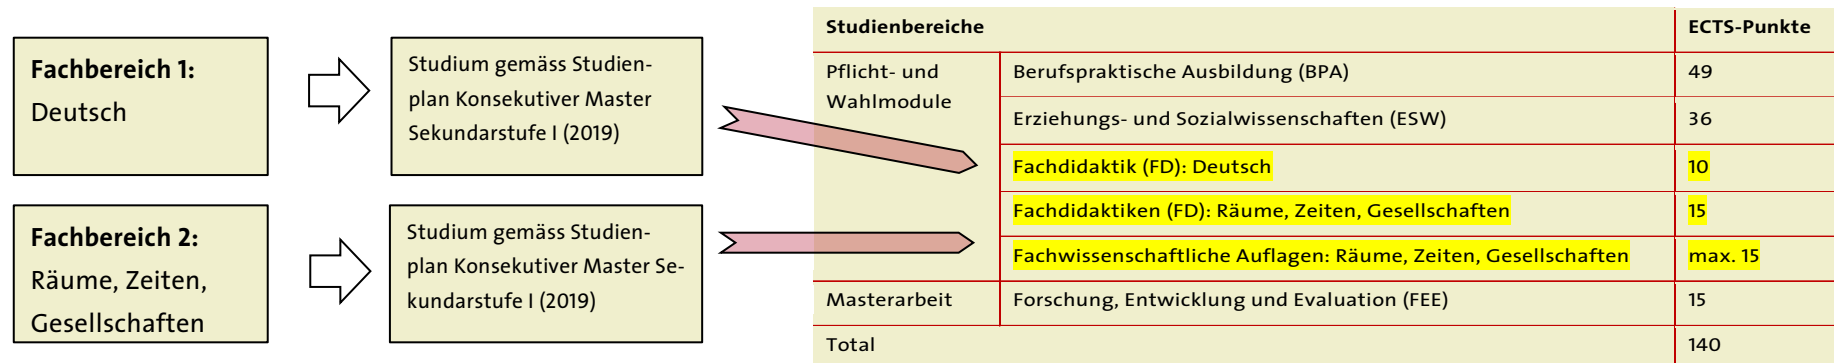 Fachbereich 1:
Deutsch
Studium gemäss Studien-
plan Konsekutiver Master
Sekundarstufe I (2019)
Fachbereich 2:
Räume, Zeiten,
Gesellschaften
Studium gemäss Studien-
plan Konsekutiver Master Se-
kundarstufe I (2019)
Studienbereiche ECTS-Punkte
Pflicht- und Wahlmodule
Berufspraktische Ausbildung (BPA) 49
Erziehungs- und Sozialwissenschaften (ESW) 36
Fachdidaktik (FD): Deutsch 10
Fachdidaktiken (FD): Räume, Zeiten, Gesellschaften 15
Fachwissenschaftliche Auflagen: Räume, Zeiten, Gesellschaften max. 15
Masterarbeit Forschung, Entwicklung und Evaluation (FEE) 15
Total 140